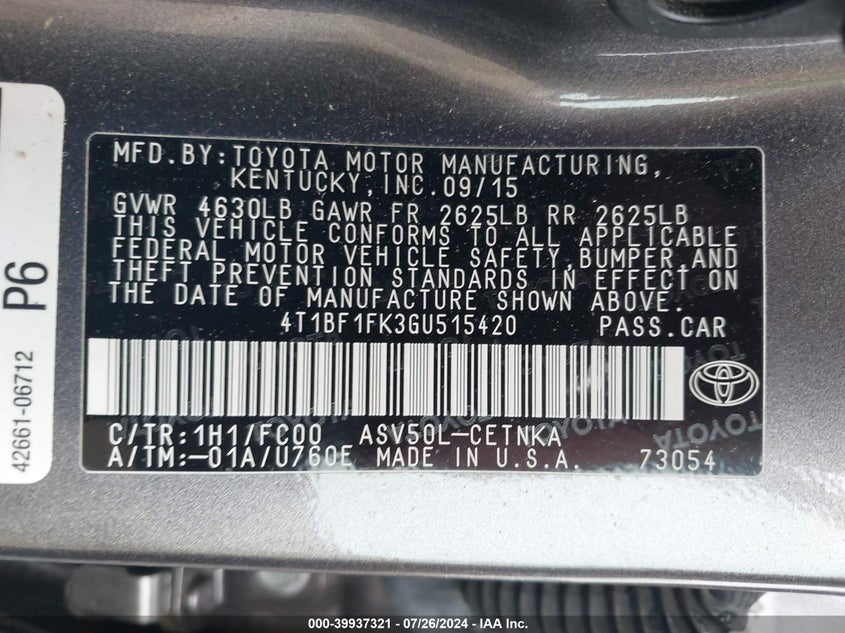 MFD.BY:TOYOTA MOTOR MANUFACTURING,
KENTUCKY,INC.09/15
GVWR 4630LB GAWR FR 2625LB RR 2625LB
THIS VEHICLE CONFORMS TO ALL APPLICABLE
FEDERAL MOTOR VEHICLE SAFETY,BUMPER,AND
THEFT PREVENTION STANDARDS IN EFFECT ON
THE DATE OF MANUFACTURE SHOWN ABOVE.
4T1BF1FK3GU515420 PASS.CAR
C/TR:1H1/FC00 ASV50L-CETNKA
A/TM:-01A/U760E MADE IN U.S.A. 73054
P6
42661-06712
TOYOTA
000-39937321 / 07/26/2024 - IAA Inc.